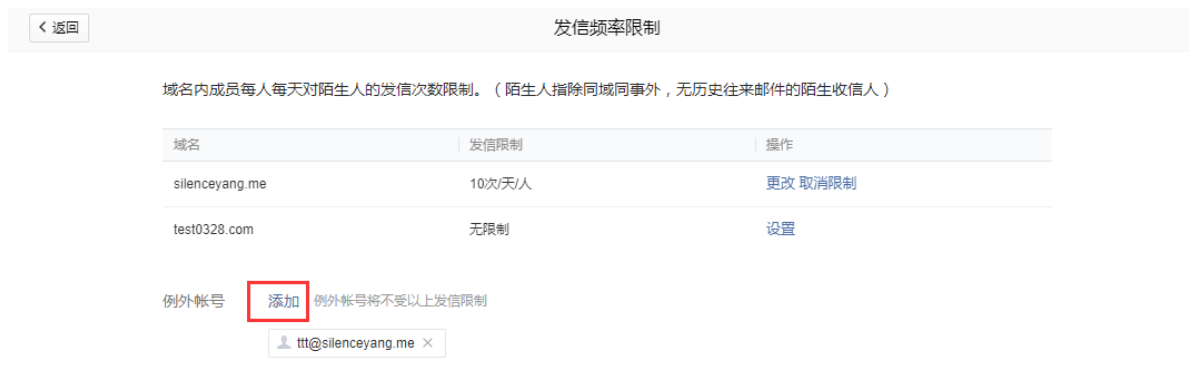 返回
发信频率限制
域名内成员每人每天对陌生人的发信次数限制。（陌生人指除同域同事外，无历史往来邮件的陌生收信人）
域名 发信限制 操作
silenceyang.me 10次/天/人 更改 取消限制
test0328.com 无限制 设置
例外帐号 添加 例外帐号将不受以上发信限制
ttt@silenceyang.me